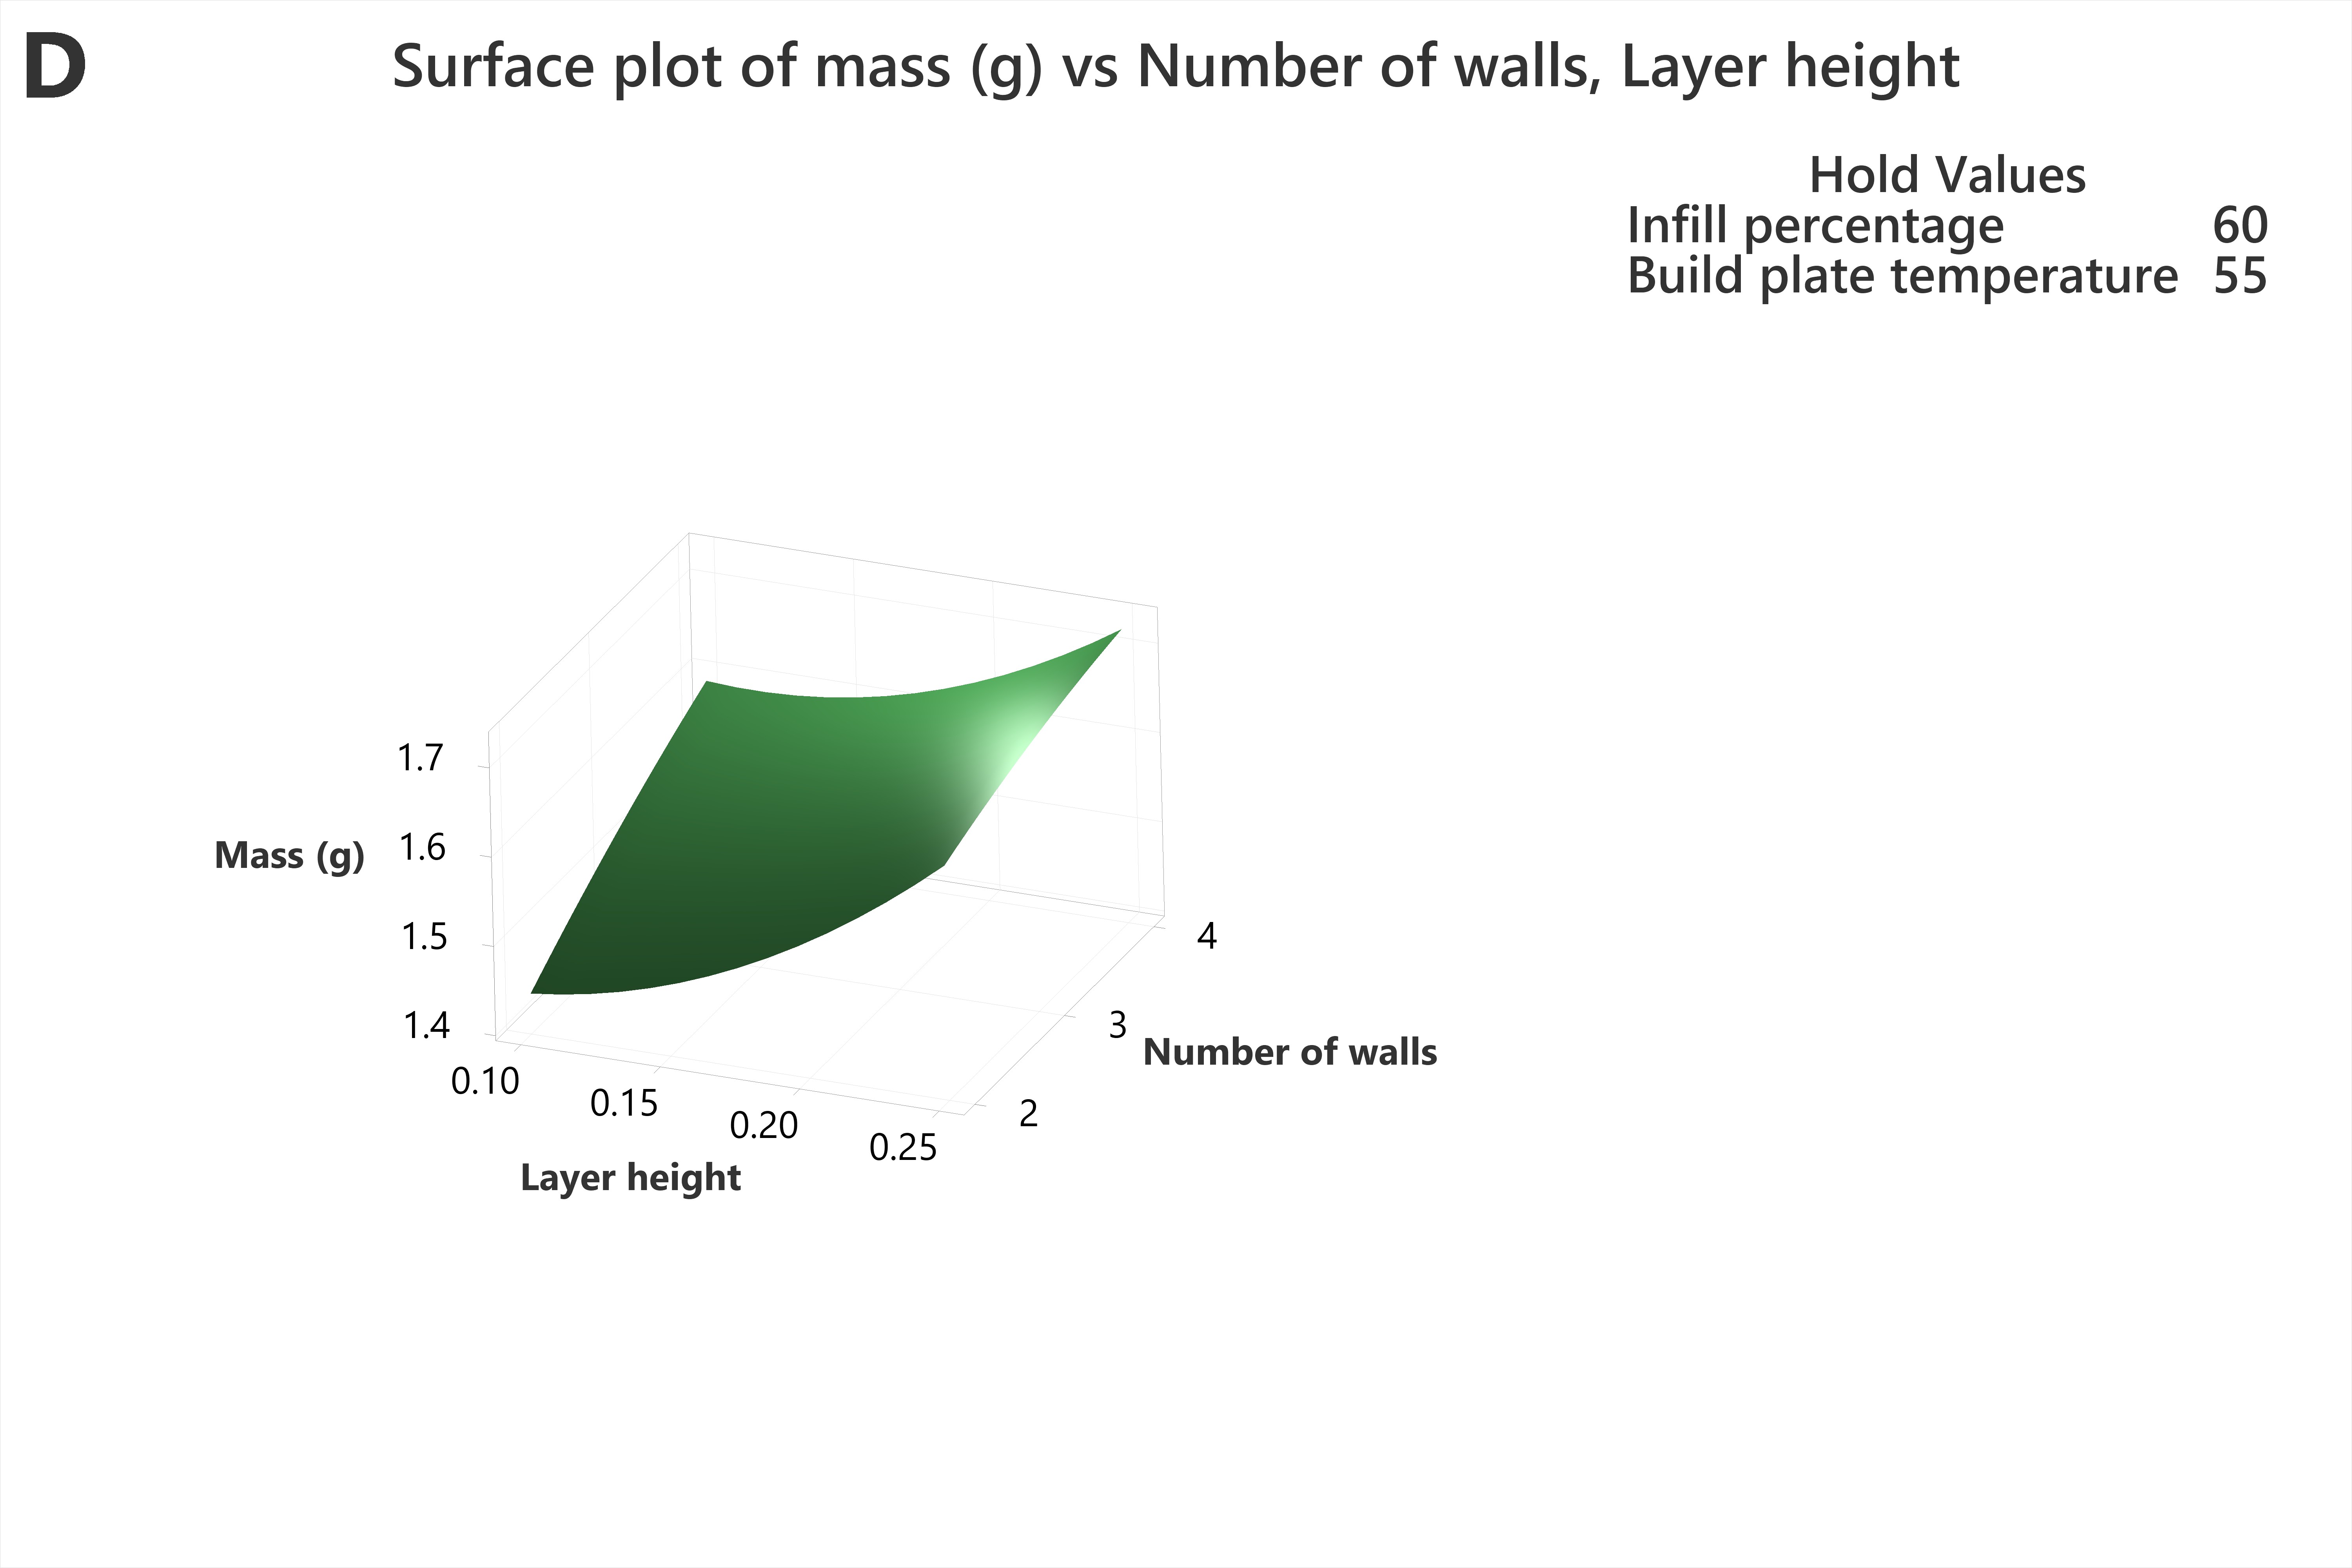 D
Surface plot of mass (g) vs Number of walls, Layer height
Hold Values
Infill percentage 60
Build plate temperature 55
1.7
1.6
1.5
1.4
Mass (g)
0.10
0.15
0.20
0.25
Layer height
4
3
2
Number of walls